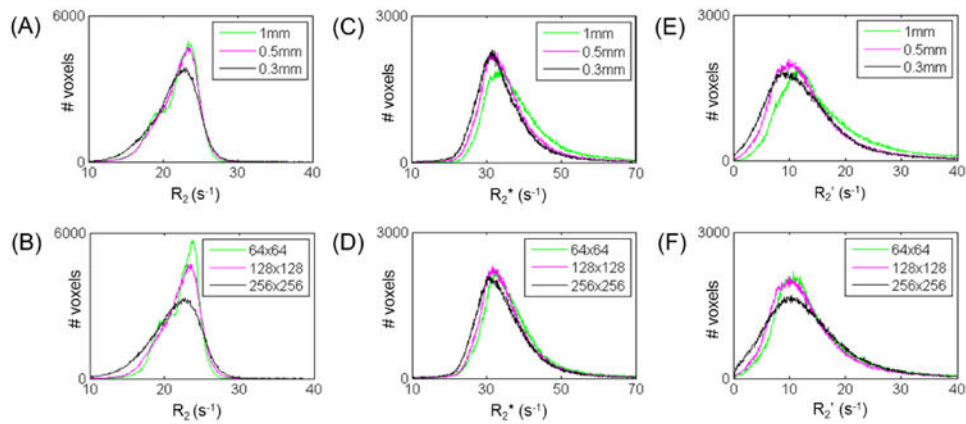 (A)
6000
# voxels
0
1mm
0.5mm
0.3mm
10 20 30 40
R₂ (s⁻¹)
(C)
3000
# voxels
0
1mm
0.5mm
0.3mm
10 30 50 70
R₂* (s⁻¹)
(E)
3000
# voxels
0
1mm
0.5mm
0.3mm
0 10 20 30 40
R₂' (s⁻¹)
(B)
6000
# voxels
0
64x64
128x128
256x256
10 20 30 40
R₂ (s⁻¹)
(D)
3000
# voxels
0
64x64
128x128
256x256
10 30 50 70
R₂* (s⁻¹)
(F)
3000
# voxels
0
64x64
128x128
256x256
0 10 20 30 40
R₂' (s⁻¹)